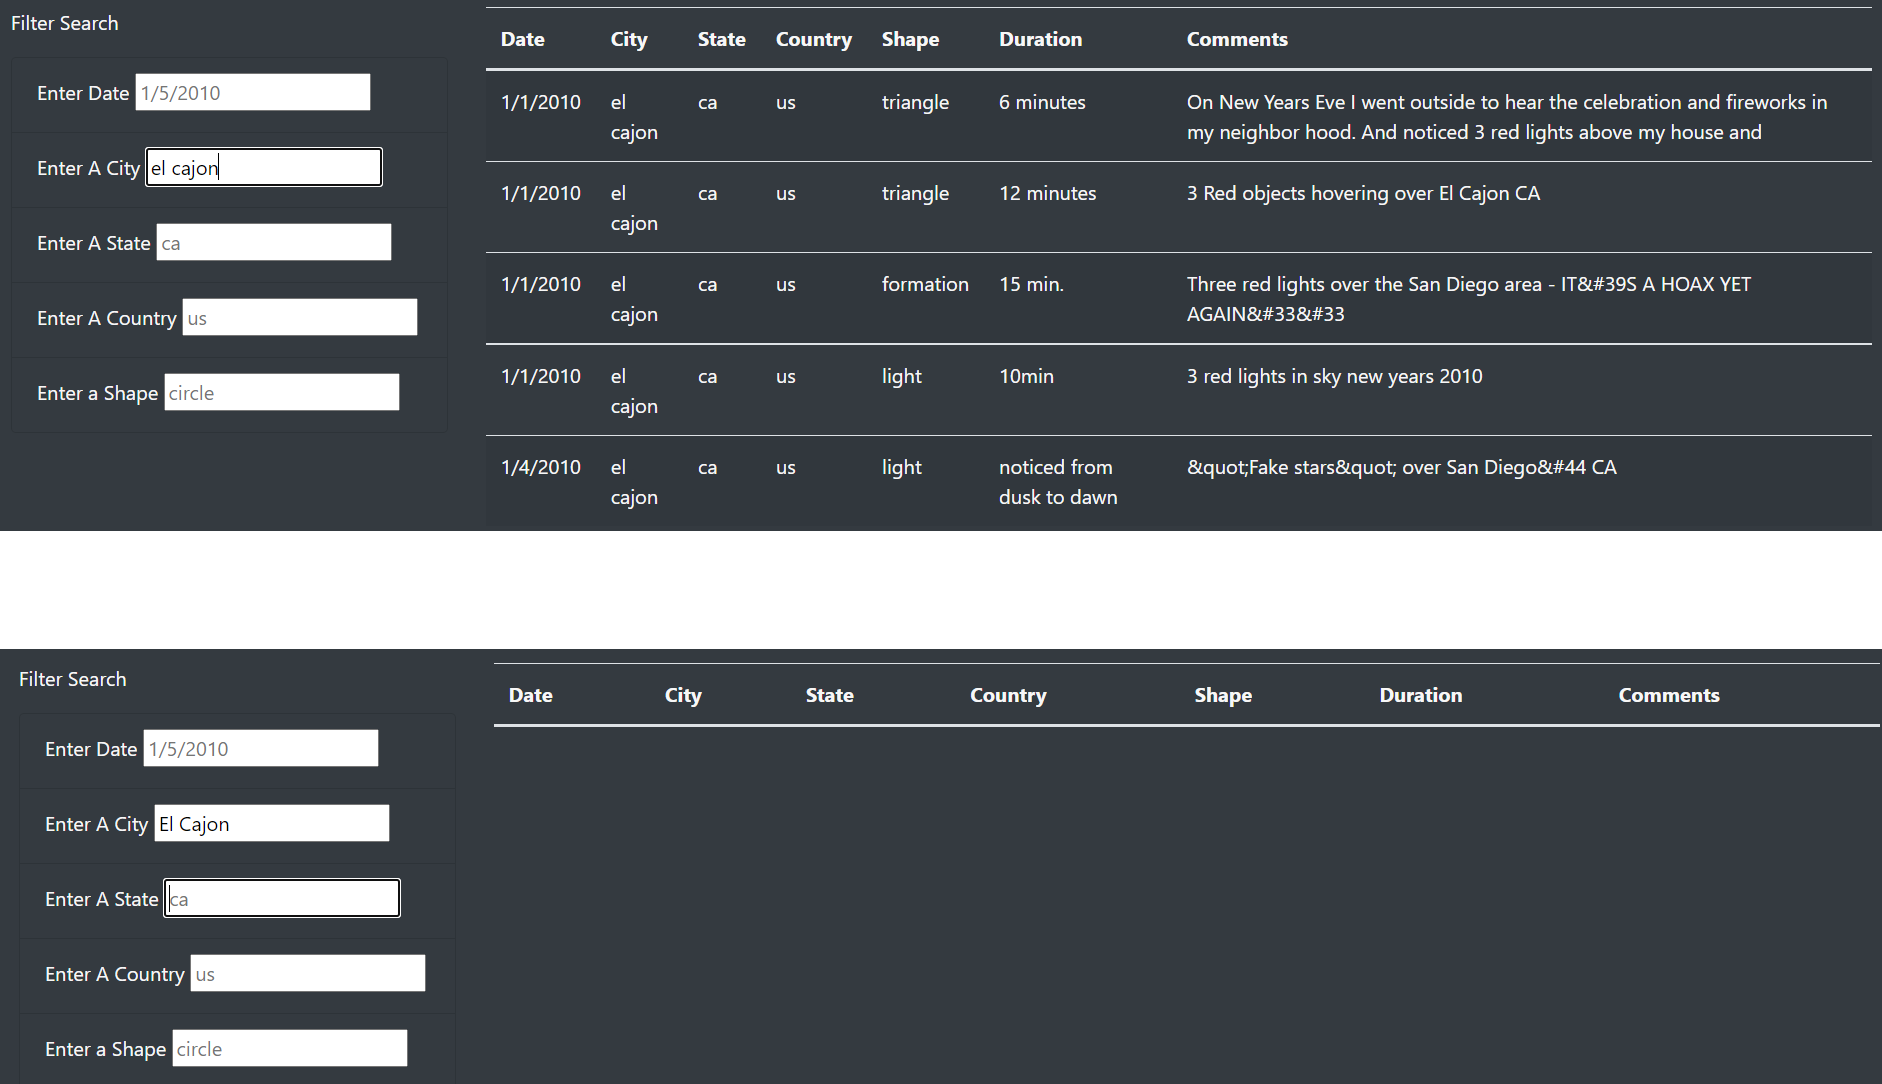 Filter Search
Enter Date 1/5/2010
Enter A City el cajon
Enter A State ca
Enter A Country us
Enter a Shape circle
Date City State Country Shape Duration Comments
1/1/2010 el cajon ca us triangle 6 minutes On New Years Eve I went outside to hear the celebration and fireworks in
my neighbor hood. And noticed 3 red lights above my house and
1/1/2010 el cajon ca us triangle 12 minutes 3 Red objects hovering over El Cajon CA
1/1/2010 el cajon ca us formation 15 min. Three red lights over the San Diego area - IT&#39S A HOAX YET
AGAIN&#33&#33
1/1/2010 el cajon ca us light 10min 3 red lights in sky new years 2010
1/4/2010 el cajon ca us light noticed from dusk to dawn &quot;Fake stars&quot; over San Diego&#44 CA
Filter Search
Enter Date 1/5/2010
Enter A City El Cajon
Enter A State ca
Enter A Country us
Enter a Shape circle
Date City State Country Shape Duration Comments